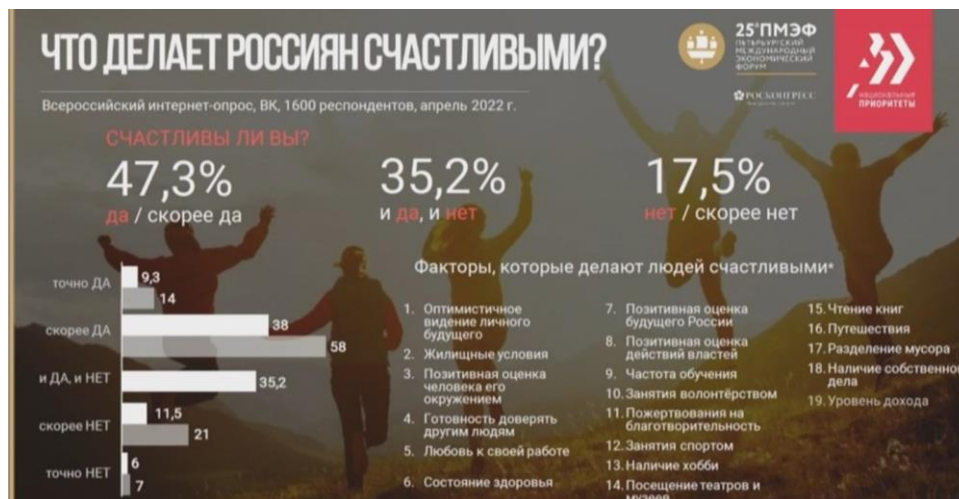 ЧТО ДЕЛАЕТ РОССИЯН СЧАСТЛИВЫМИ?
25°ПМЭФ
ПЕТЕРБУРГСКИЙ
МЕЖДУНАРОДНЫЙ
ЭКОНОМИЧЕСКИЙ
ФОРУМ
РОСКОНГРЕСС
НАЦИОНАЛЬНЫЕ
ПРИОРИТЕТЫ
Всероссийский интернет-опрос, ВК, 1600 респондентов, апрель 2022 г.
СЧАСТЛИВЫ ЛИ ВЫ?
47,3%
да / скорее да
35,2%
и да, и нет
17,5%
нет / скорее нет
точно ДА
9,3
14
скорее ДА
38
58
и ДА, и НЕТ
35,2
скорее НЕТ
11,5
21
точно НЕТ
6
7
Факторы, которые делают людей счастливыми*
1. Оптимистичное
видение личного
будущего
2. Жилищные условия
3. Позитивная оценка
человека его
окружением
4. Готовность доверять
другим людям
5. Любовь к своей работе
6. Состояние здоровья
7. Позитивная оценка
будущего России
8. Позитивная оценка
действий властей
9. Частота обучения
10. Занятия волонтёрством
11. Пожертвования на
благотворительность
12. Занятия спортом
13. Наличие хобби
14. Посещение театров и
музеев
15. Чтение книг
16. Путешествия
17. Разделение мусора
18. Наличие собственно
дела
19. Уровень дохода